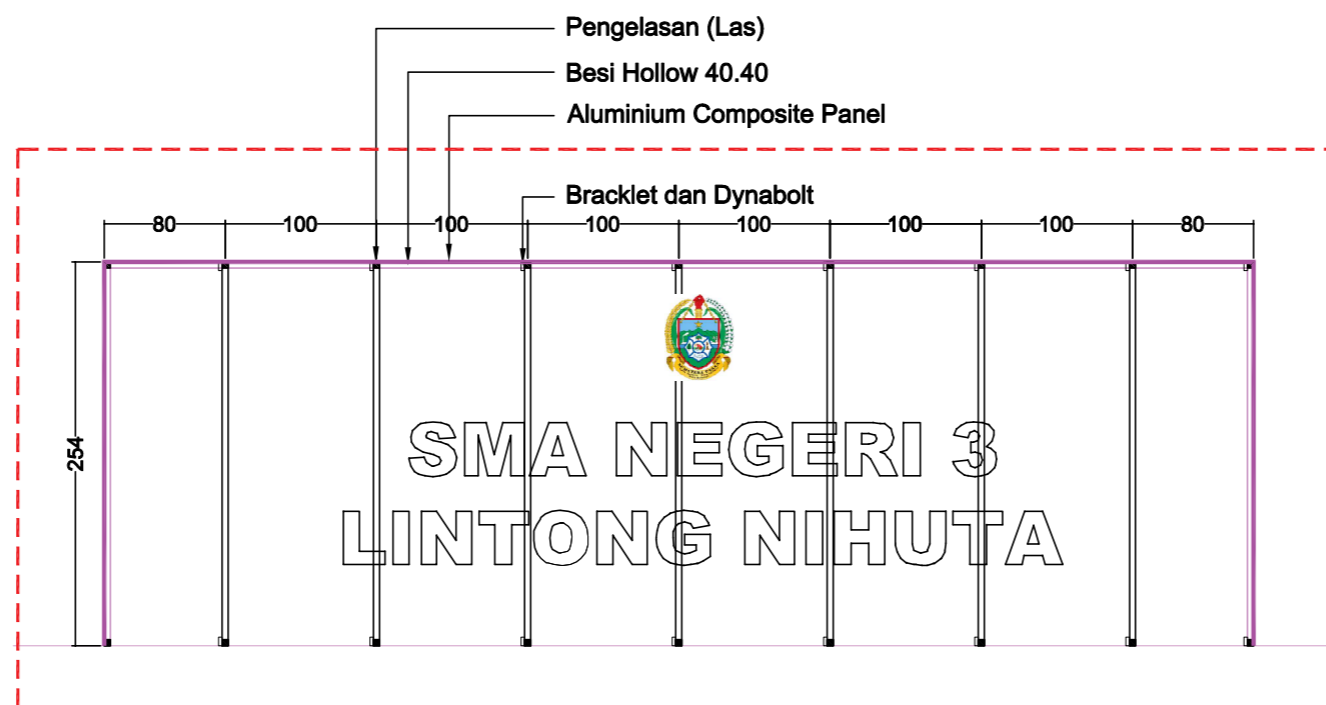 Pengelasan (Las)
Besi Hollow 40.40
Aluminium Composite Panel
Bracklet dan Dynabolt
80 100 100 100 100 100 100 80
254
SMA NEGERI 3
LINTONG NIHUTA